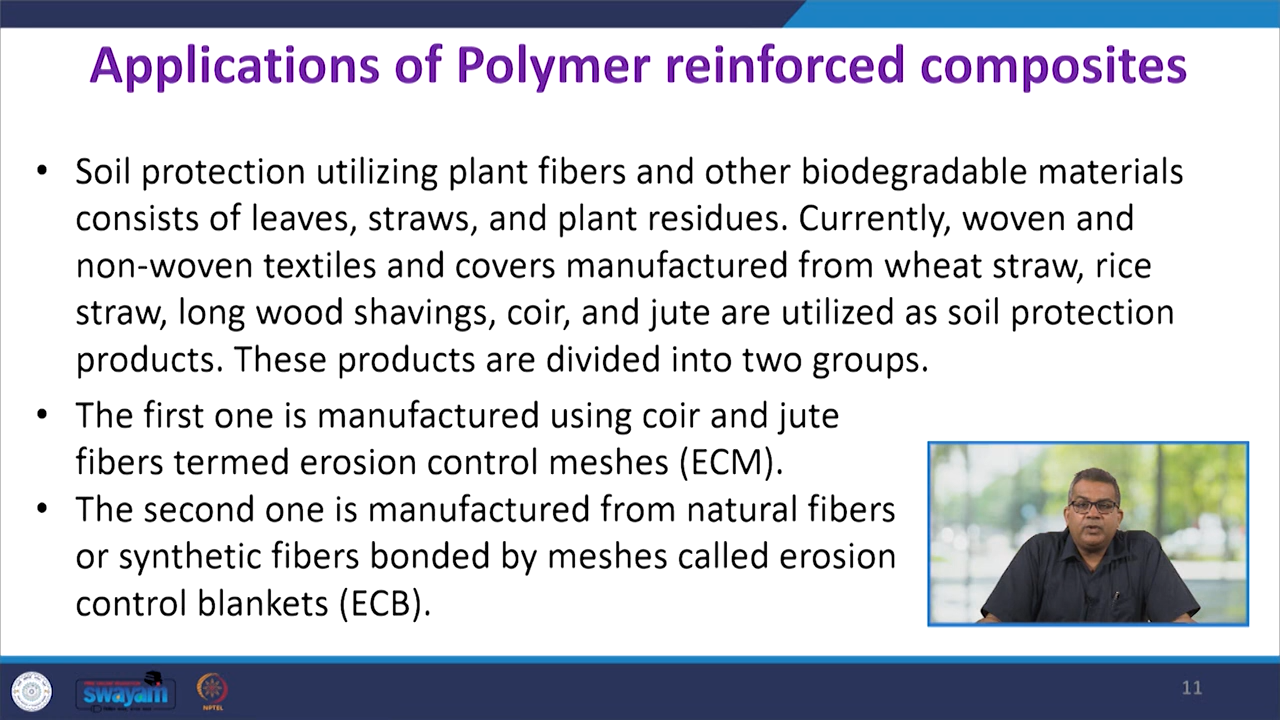 Applications of Polymer reinforced composites
• Soil protection utilizing plant fibers and other biodegradable materials
consists of leaves, straws, and plant residues. Currently, woven and
non-woven textiles and covers manufactured from wheat straw, rice
straw, long wood shavings, coir, and jute are utilized as soil protection
products. These products are divided into two groups.
• The first one is manufactured using coir and jute
fibers termed erosion control meshes (ECM).
• The second one is manufactured from natural fibers
or synthetic fibers bonded by meshes called erosion
control blankets (ECB).
swayam
NPTEL
11